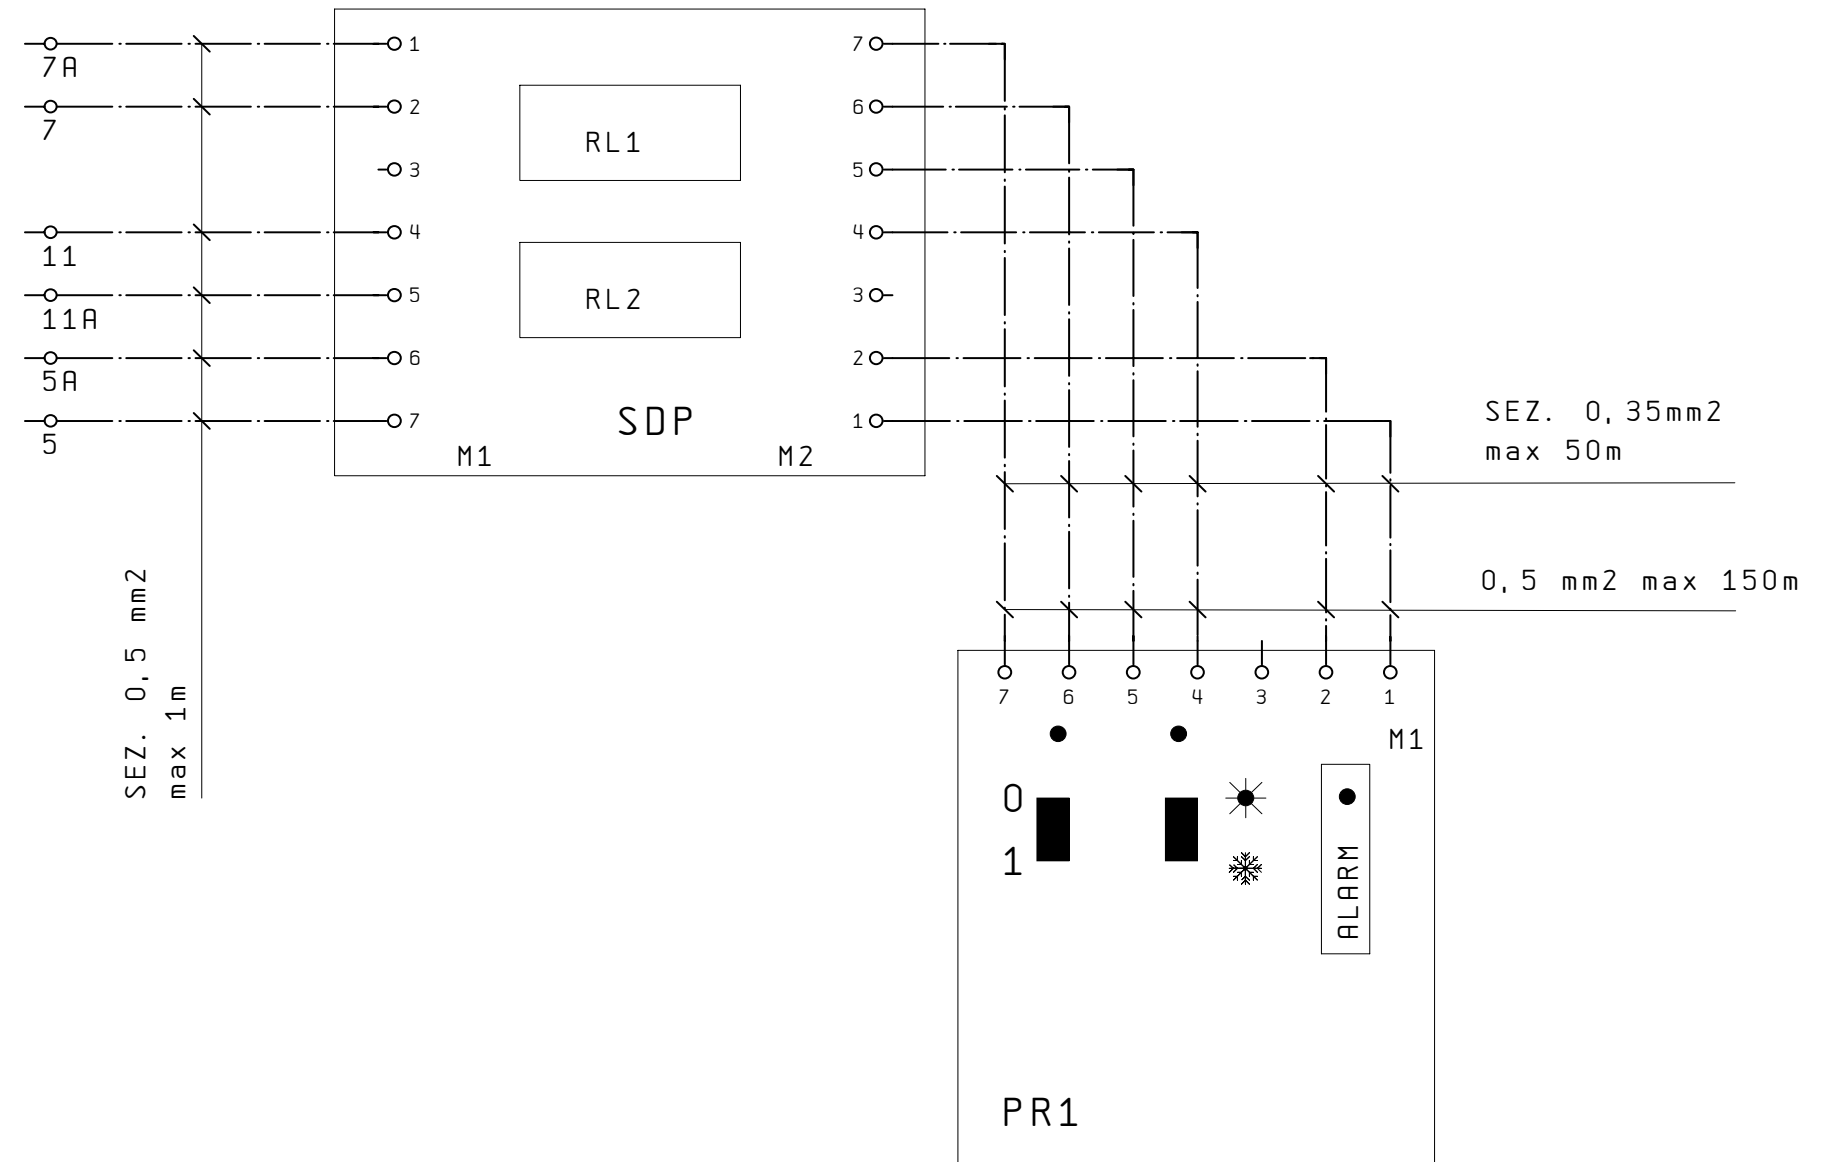 7A
7
11
11A
5A
5
1
2
3
4
5
6
7
RL1
RL2
SDP
M1
M2
7
6
5
4
3
2
1
SEZ. 0,35mm2
max 50m
0,5 mm2 max 150m
SEZ. 0,5 mm2
max 1m
7 6 5 4 3 2 1
M1
0
1
ALARM
PR1